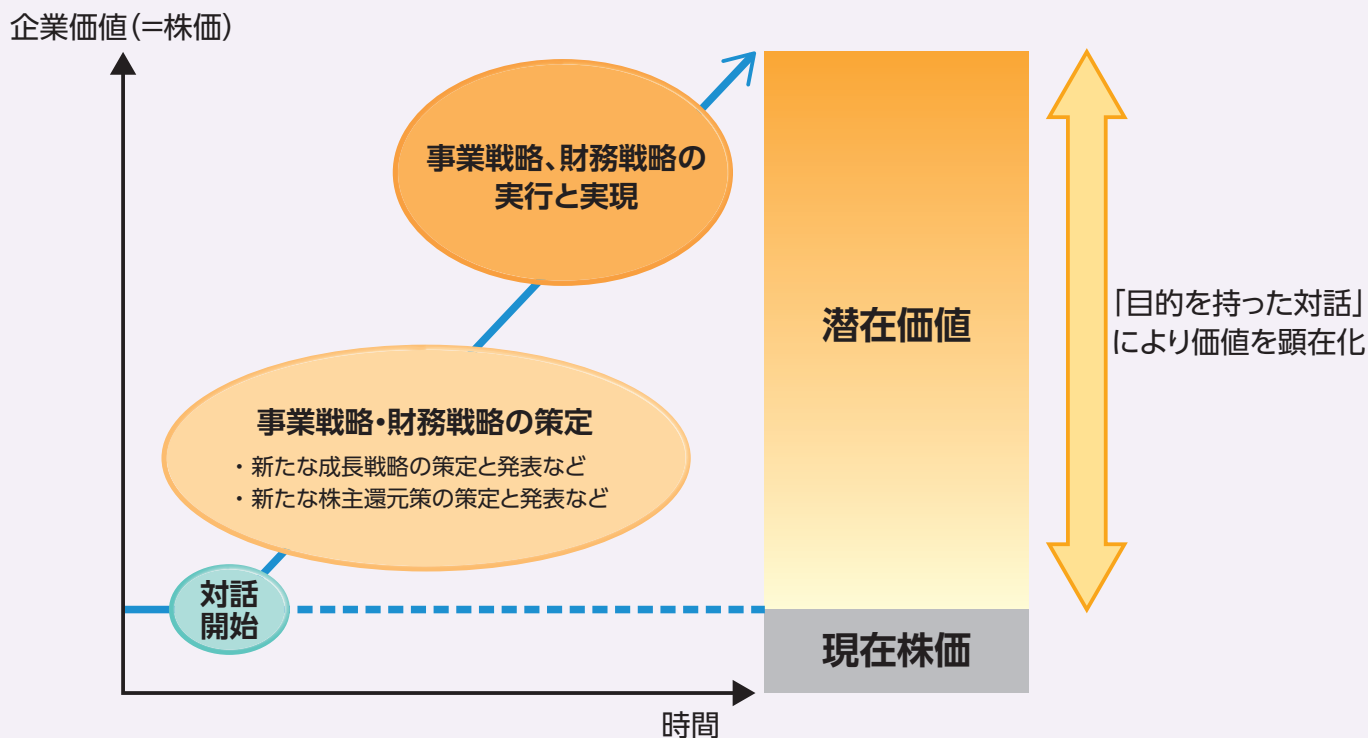 企業価値(=株価)
事業戦略、財務戦略の
実行と実現
潜在価値
「目的を持った対話」
により価値を顕在化
事業戦略・財務戦略の策定
・新たな成長戦略の策定と発表など
・新たな株主還元策の策定と発表など
対話
開始
現在株価
時間